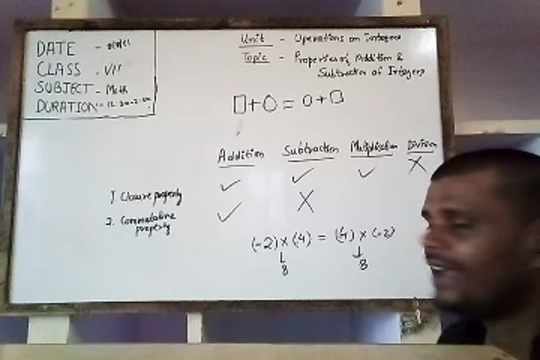 DATE -
CLASS - VII
SUBJECT - Math
DURATION -
Unit - Operations on Integers
Topic - Properties of Addition &
Subtraction of Integers
□ + ○ = ○ + □
Addition Subtraction Multiplication Division
1) Closure property ✓ ✓ ✓ X
2. Commutative property ✓ X
(-2) × (4) = (4) × (-2)
↓ ↓
8 8